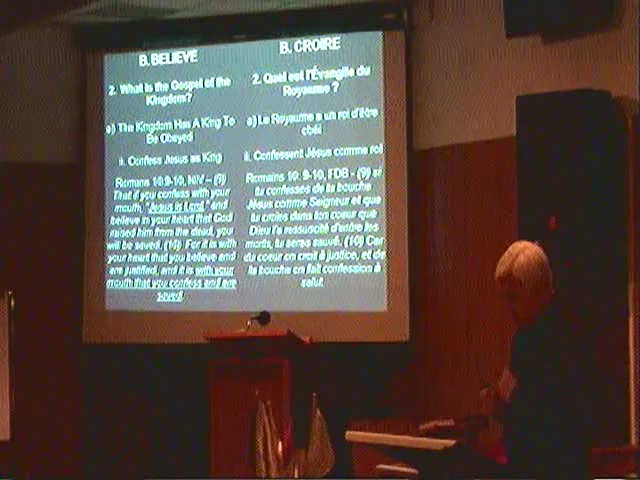 B. BELIEVE
2. What Is the Gospel of the
Kingdom?
a) The Kingdom Has A King To
Be Obeyed
ii. Confess Jesus as King
Romans 10:9-10, NIV – (9)
That if you confess with your
mouth, "Jesus is Lord," and
believe in your heart that God
raised him from the dead, you
will be saved. (10) For it is with
your heart that you believe and
are justified, and it is with your
mouth that you confess and are
saved.
B. CROIRE
2. Quel est l'Évangile du
Royaume ?
a) Le Royaume a un roi d'être
obéi
ii. Confessent Jésus comme roi
Romains 10: 9-10, FDB - (9) si
tu confesses de ta bouche
Jésus comme Seigneur et que
tu croies dans ton coeur que
Dieu l'a ressuscité d'entre les
morts, tu seras sauvé. (10) Car
du coeur on croit à justice, et de
la bouche on fait confession à
salut.